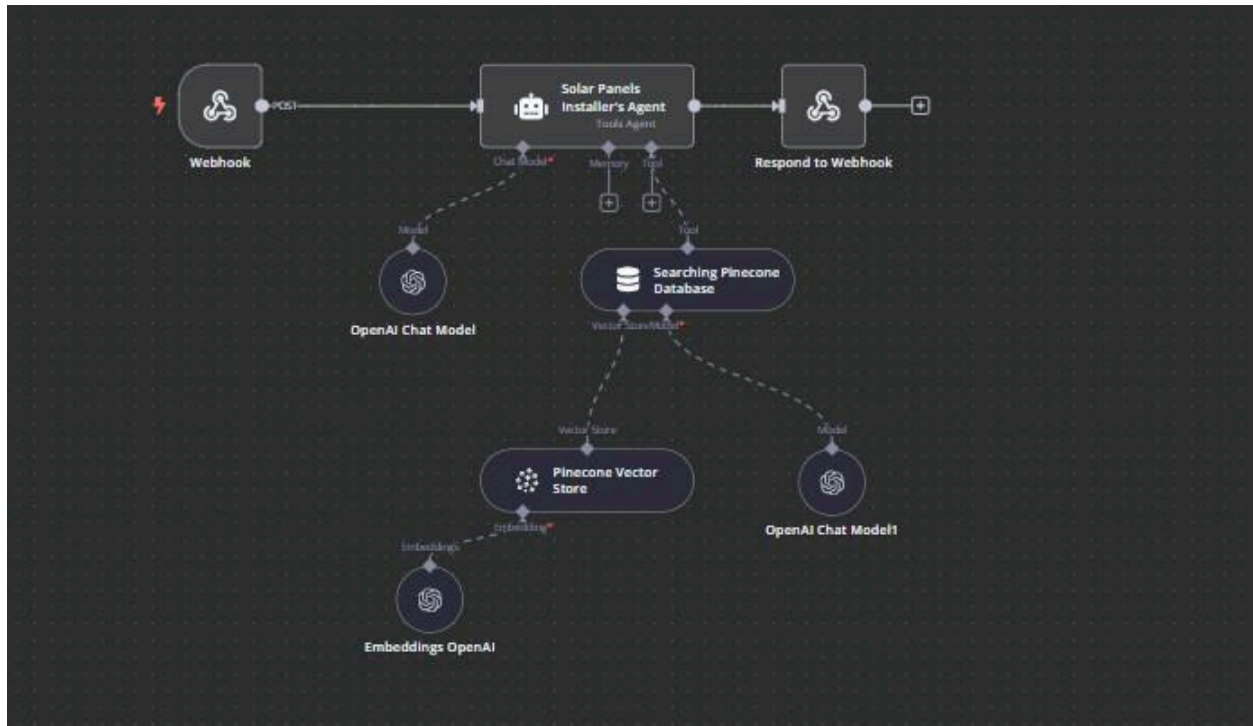 POST
Webhook
Solar Panels
Installer's Agent
Tools Agent
Chat Model*
Memory
Tool
Respond to Webhook
Model
Tool
OpenAI Chat Model
Searching Pinecone
Database
Vector Store
Model*
Vector Store
Model
Pinecone Vector
Store
OpenAI Chat Model1
Embedding*
Embeddings
Embeddings OpenAI